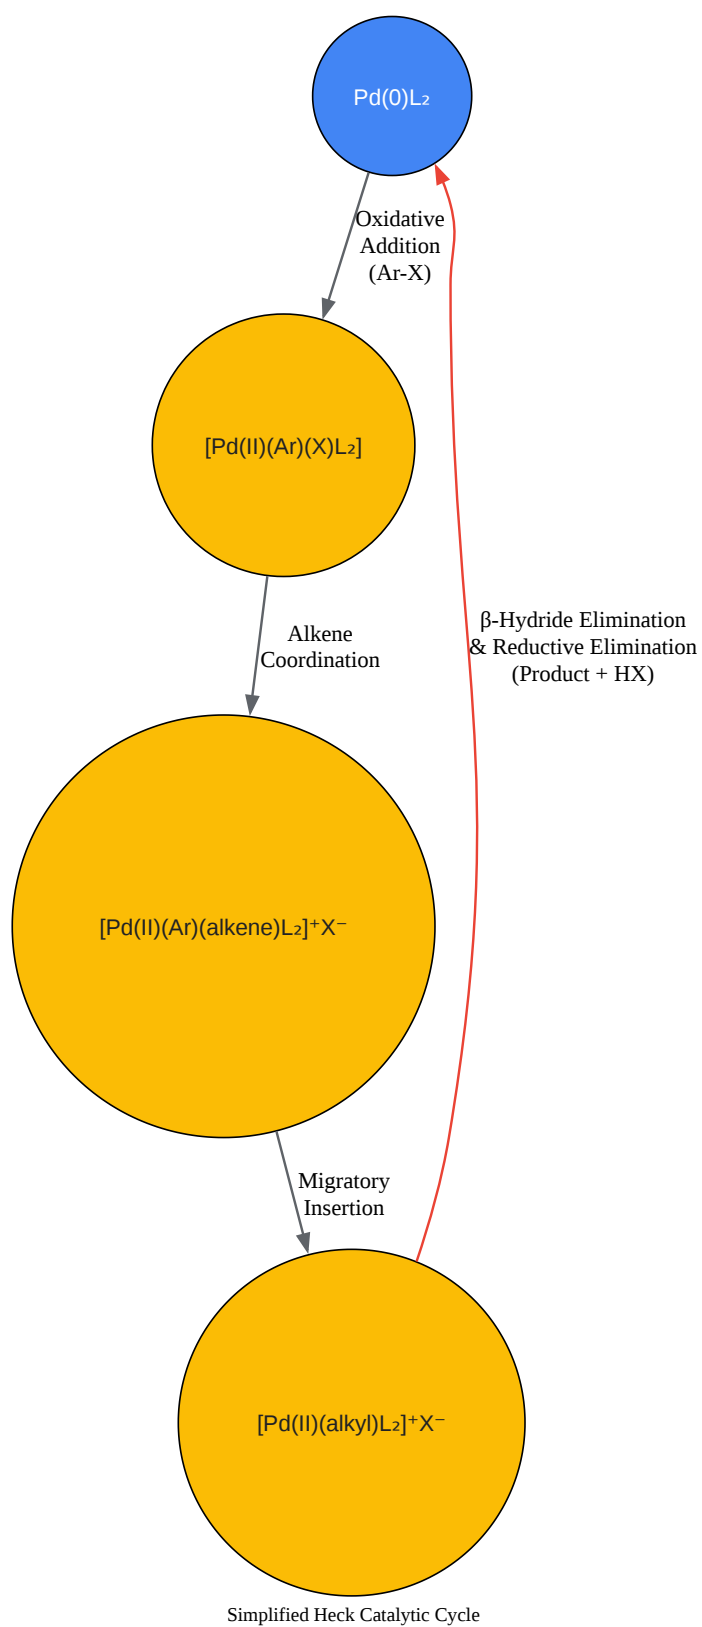 Pd(0)L₂
Oxidative
Addition
(Ar-X)
[Pd(II)(Ar)(X)L₂]
Alkene
Coordination
β-Hydride Elimination
& Reductive Elimination
(Product + HX)
[Pd(II)(Ar)(alkene)L₂]⁺X⁻
Migratory
Insertion
[Pd(II)(alkyl)L₂]⁺X⁻
Simplified Heck Catalytic Cycle